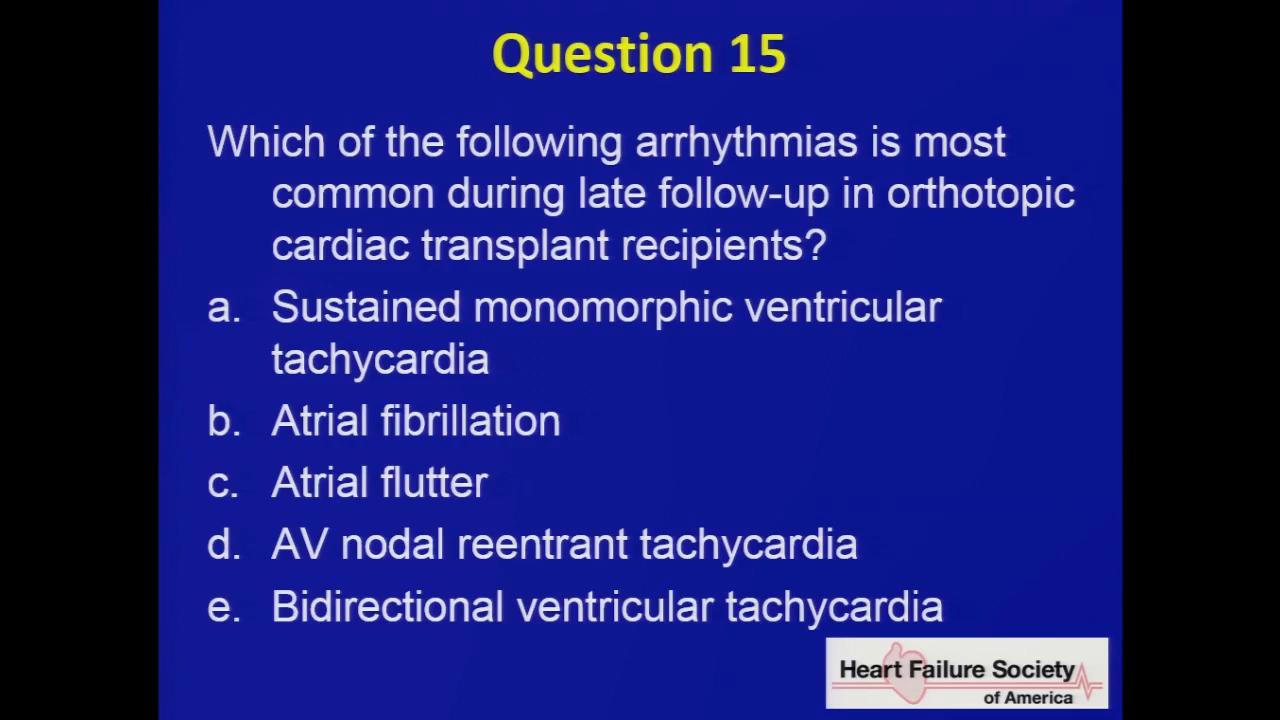 Question 15
Which of the following arrhythmias is most
common during late follow-up in orthotopic
cardiac transplant recipients?
a. Sustained monomorphic ventricular
tachycardia
b. Atrial fibrillation
c. Atrial flutter
d. AV nodal reentrant tachycardia
e. Bidirectional ventricular tachycardia
Heart Failure Society
of America